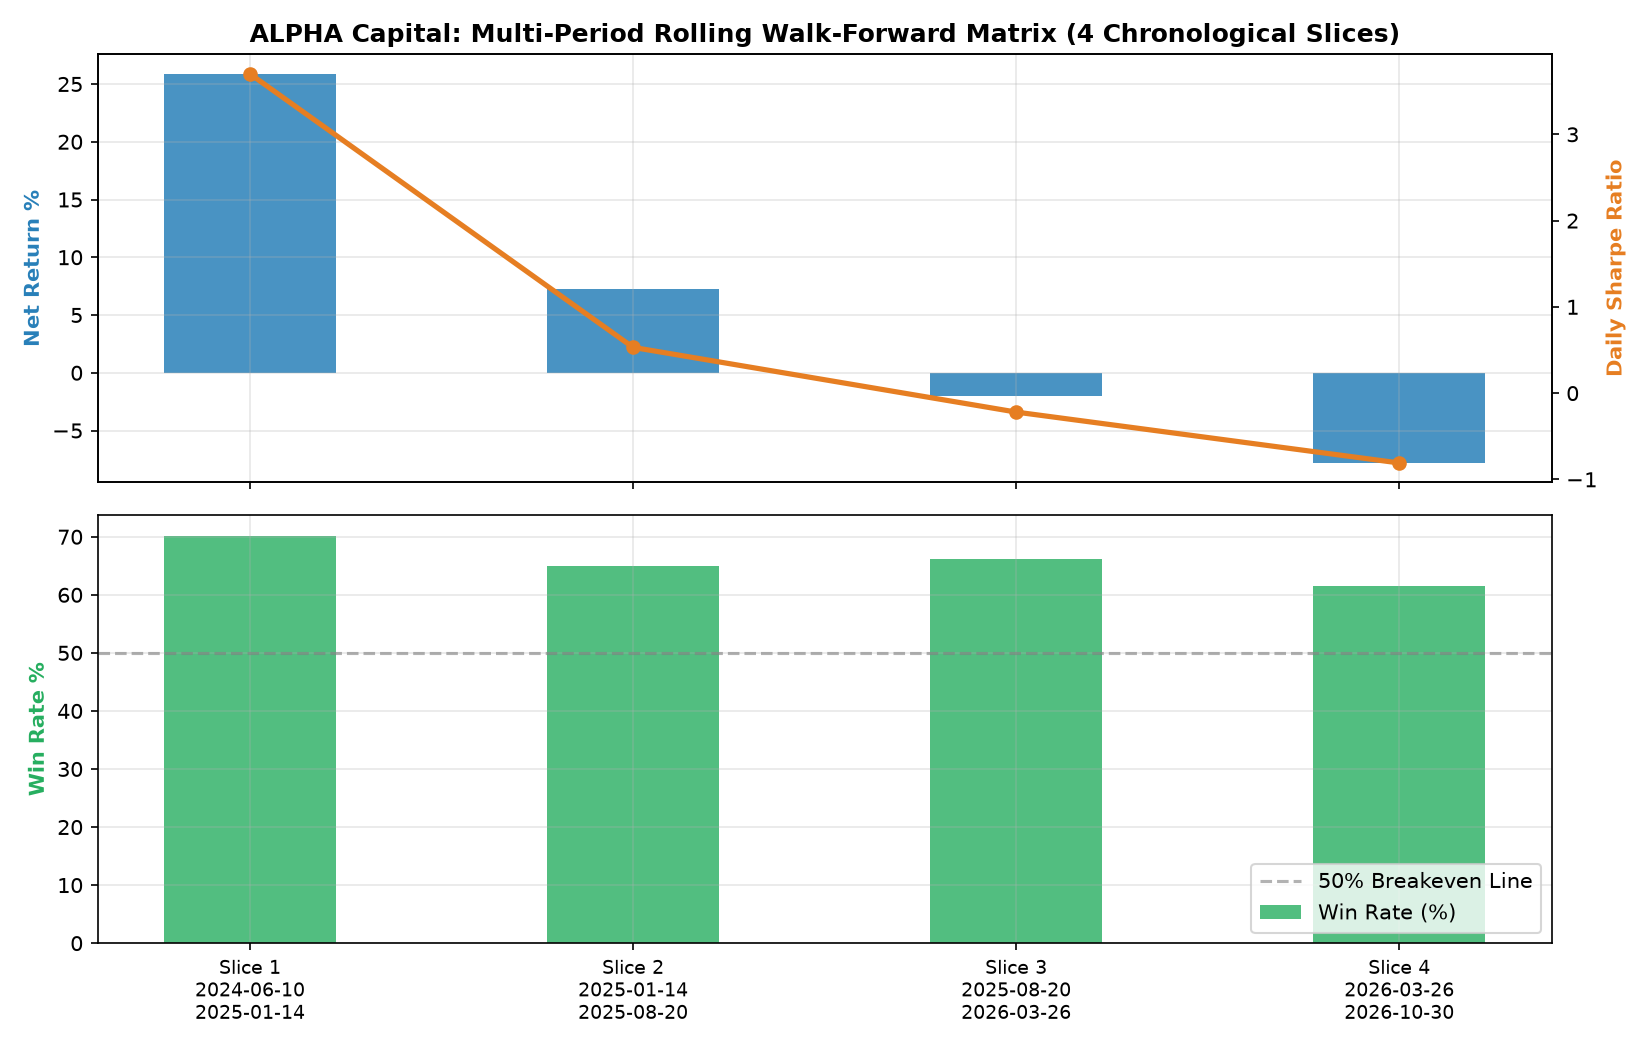 ALPHA Capital: Multi-Period Rolling Walk-Forward Matrix (4 Chronological Slices)
Net Return %
25
20
15
10
5
0
−5
3
2
1
0
−1
Daily Sharpe Ratio
Win Rate %
70
60
50
40
30
20
10
0
50% Breakeven Line
Win Rate (%)
Slice 1
2024-06-10
2025-01-14
Slice 2
2025-01-14
2025-08-20
Slice 3
2025-08-20
2026-03-26
Slice 4
2026-03-26
2026-10-30